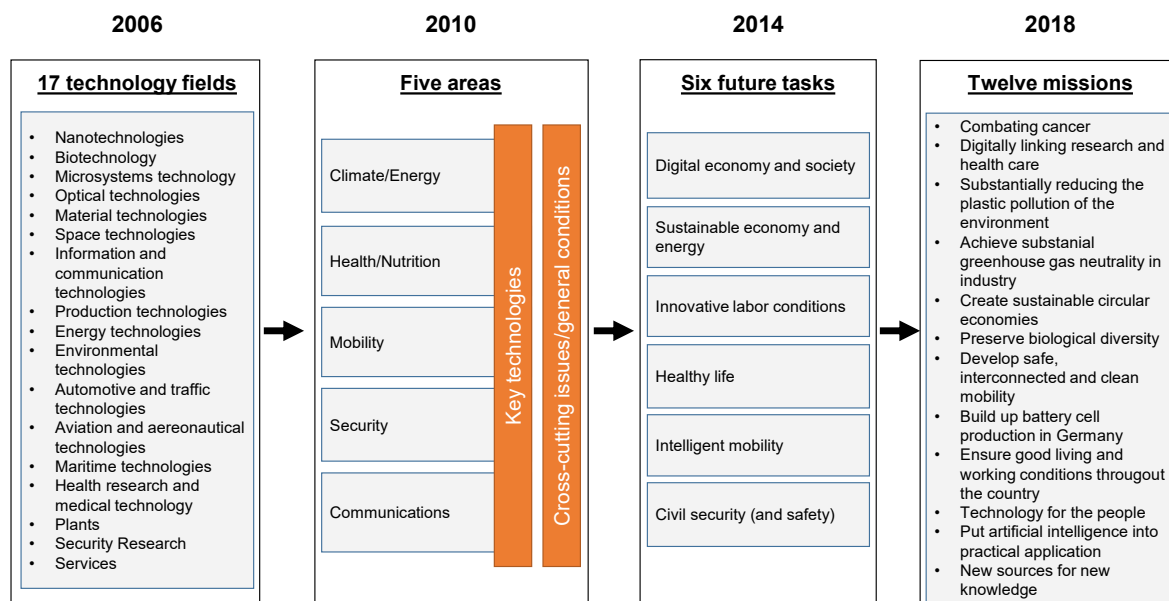 2006
17 technology fields
• Nanotechnologies
• Biotechnology
• Microsystems technology
• Optical technologies
• Material technologies
• Space technologies
• Information and
communication
technologies
• Production technologies
• Energy technologies
• Environmental
technologies
• Automotive and traffic
technologies
• Aviation and aereonautical
technologies
• Maritime technologies
• Health research and
medical technology
• Plants
• Security Research
• Services
2010
Five areas
Climate/Energy
Health/Nutrition
Mobility
Security
Communications
Key technologies
Cross-cutting issues/general conditions
2014
Six future tasks
Digital economy and society
Sustainable economy and
energy
Innovative labor conditions
Healthy life
Intelligent mobility
Civil security (and safety)
2018
Twelve missions
• Combating cancer
• Digitally linking research and
health care
• Substantially reducing the
plastic pollution of the
environment
• Achieve substanial
greenhouse gas neutrality in
industry
• Create sustainable circular
economies
• Preserve biological diversity
• Develop safe,
interconnected and clean
mobility
• Build up battery cell
production in Germany
• Ensure good living and
working conditions througout
the country
• Technology for the people
• Put artificial intelligence into
practical application
• New sources for new
knowledge